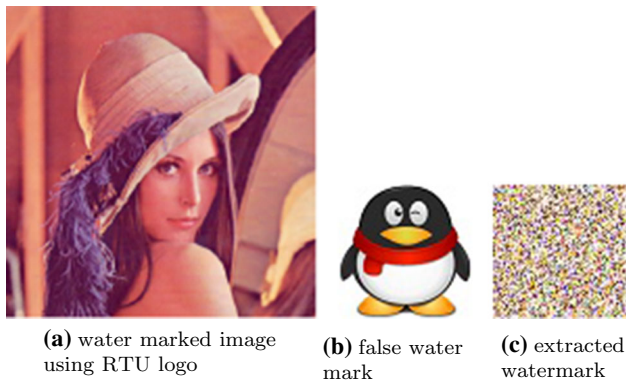 (a) water marked image
using RTU logo
(b) false water
mark
(c) extracted
watermark